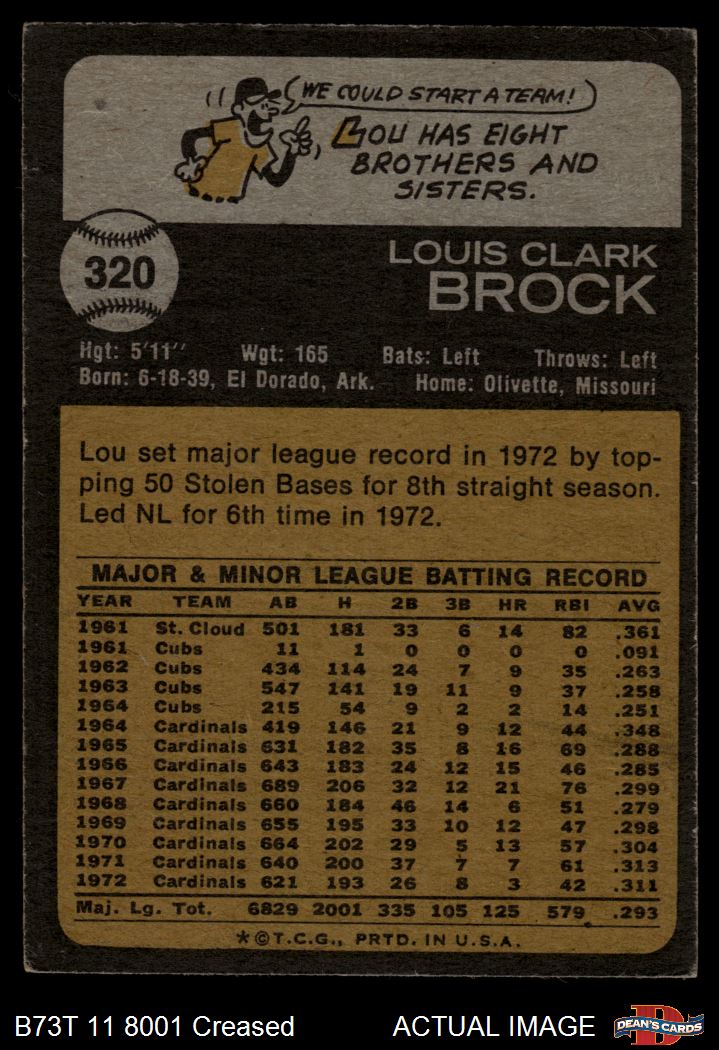 WE COULD START A TEAM!
LOU HAS EIGHT
BROTHERS AND
SISTERS.
320
LOUIS CLARK
BROCK
Hgt: 5'11" Wgt: 165 Bats: Left Throws: Left
Born: 6-18-39, El Dorado, Ark. Home: Olivette, Missouri
Lou set major league record in 1972 by top-
ping 50 Stolen Bases for 8th straight season.
Led NL for 6th time in 1972.
MAJOR & MINOR LEAGUE BATTING RECORD
YEAR TEAM AB H 2B 3B HR RBI AVG
1961 St. Cloud 501 181 33 6 14 82 .361
1961 Cubs 11 1 0 0 0 0 .091
1962 Cubs 434 114 24 7 9 35 .263
1963 Cubs 547 141 19 11 9 37 .258
1964 Cubs 215 54 9 2 2 14 .251
1964 Cardinals 419 146 21 9 12 44 .348
1965 Cardinals 631 182 35 8 16 69 .288
1966 Cardinals 643 183 24 12 15 46 .285
1967 Cardinals 689 206 32 12 21 76 .299
1968 Cardinals 660 184 46 14 6 51 .279
1969 Cardinals 655 195 33 10 12 47 .298
1970 Cardinals 664 202 29 5 13 57 .304
1971 Cardinals 640 200 37 7 7 61 .313
1972 Cardinals 621 193 26 8 3 42 .311
Maj. Lg. Tot. 6829 2001 335 105 125 579 .293
*©T.C.G., PRTD. IN U.S.A.
B73T 11 8001 Creased ACTUAL IMAGE D DEAN'S CARDS